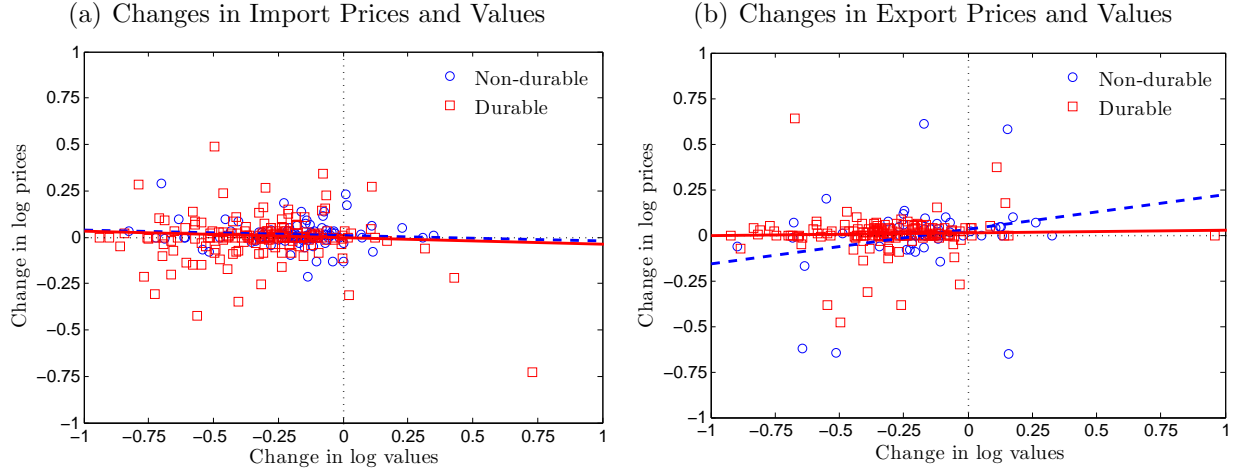 (a) Changes in Import Prices and Values
1
0.75
0.5
0.25
0
−0.25
−0.5
−0.75
−1
−1 −0.75 −0.5 −0.25 0 0.25 0.5 0.75 1
Change in log prices
Change in log values
Non-durable
Durable
(b) Changes in Export Prices and Values
1
0.75
0.5
0.25
0
−0.25
−0.5
−0.75
−1
−1 −0.75 −0.5 −0.25 0 0.25 0.5 0.75 1
Change in log prices
Change in log values
Non-durable
Durable